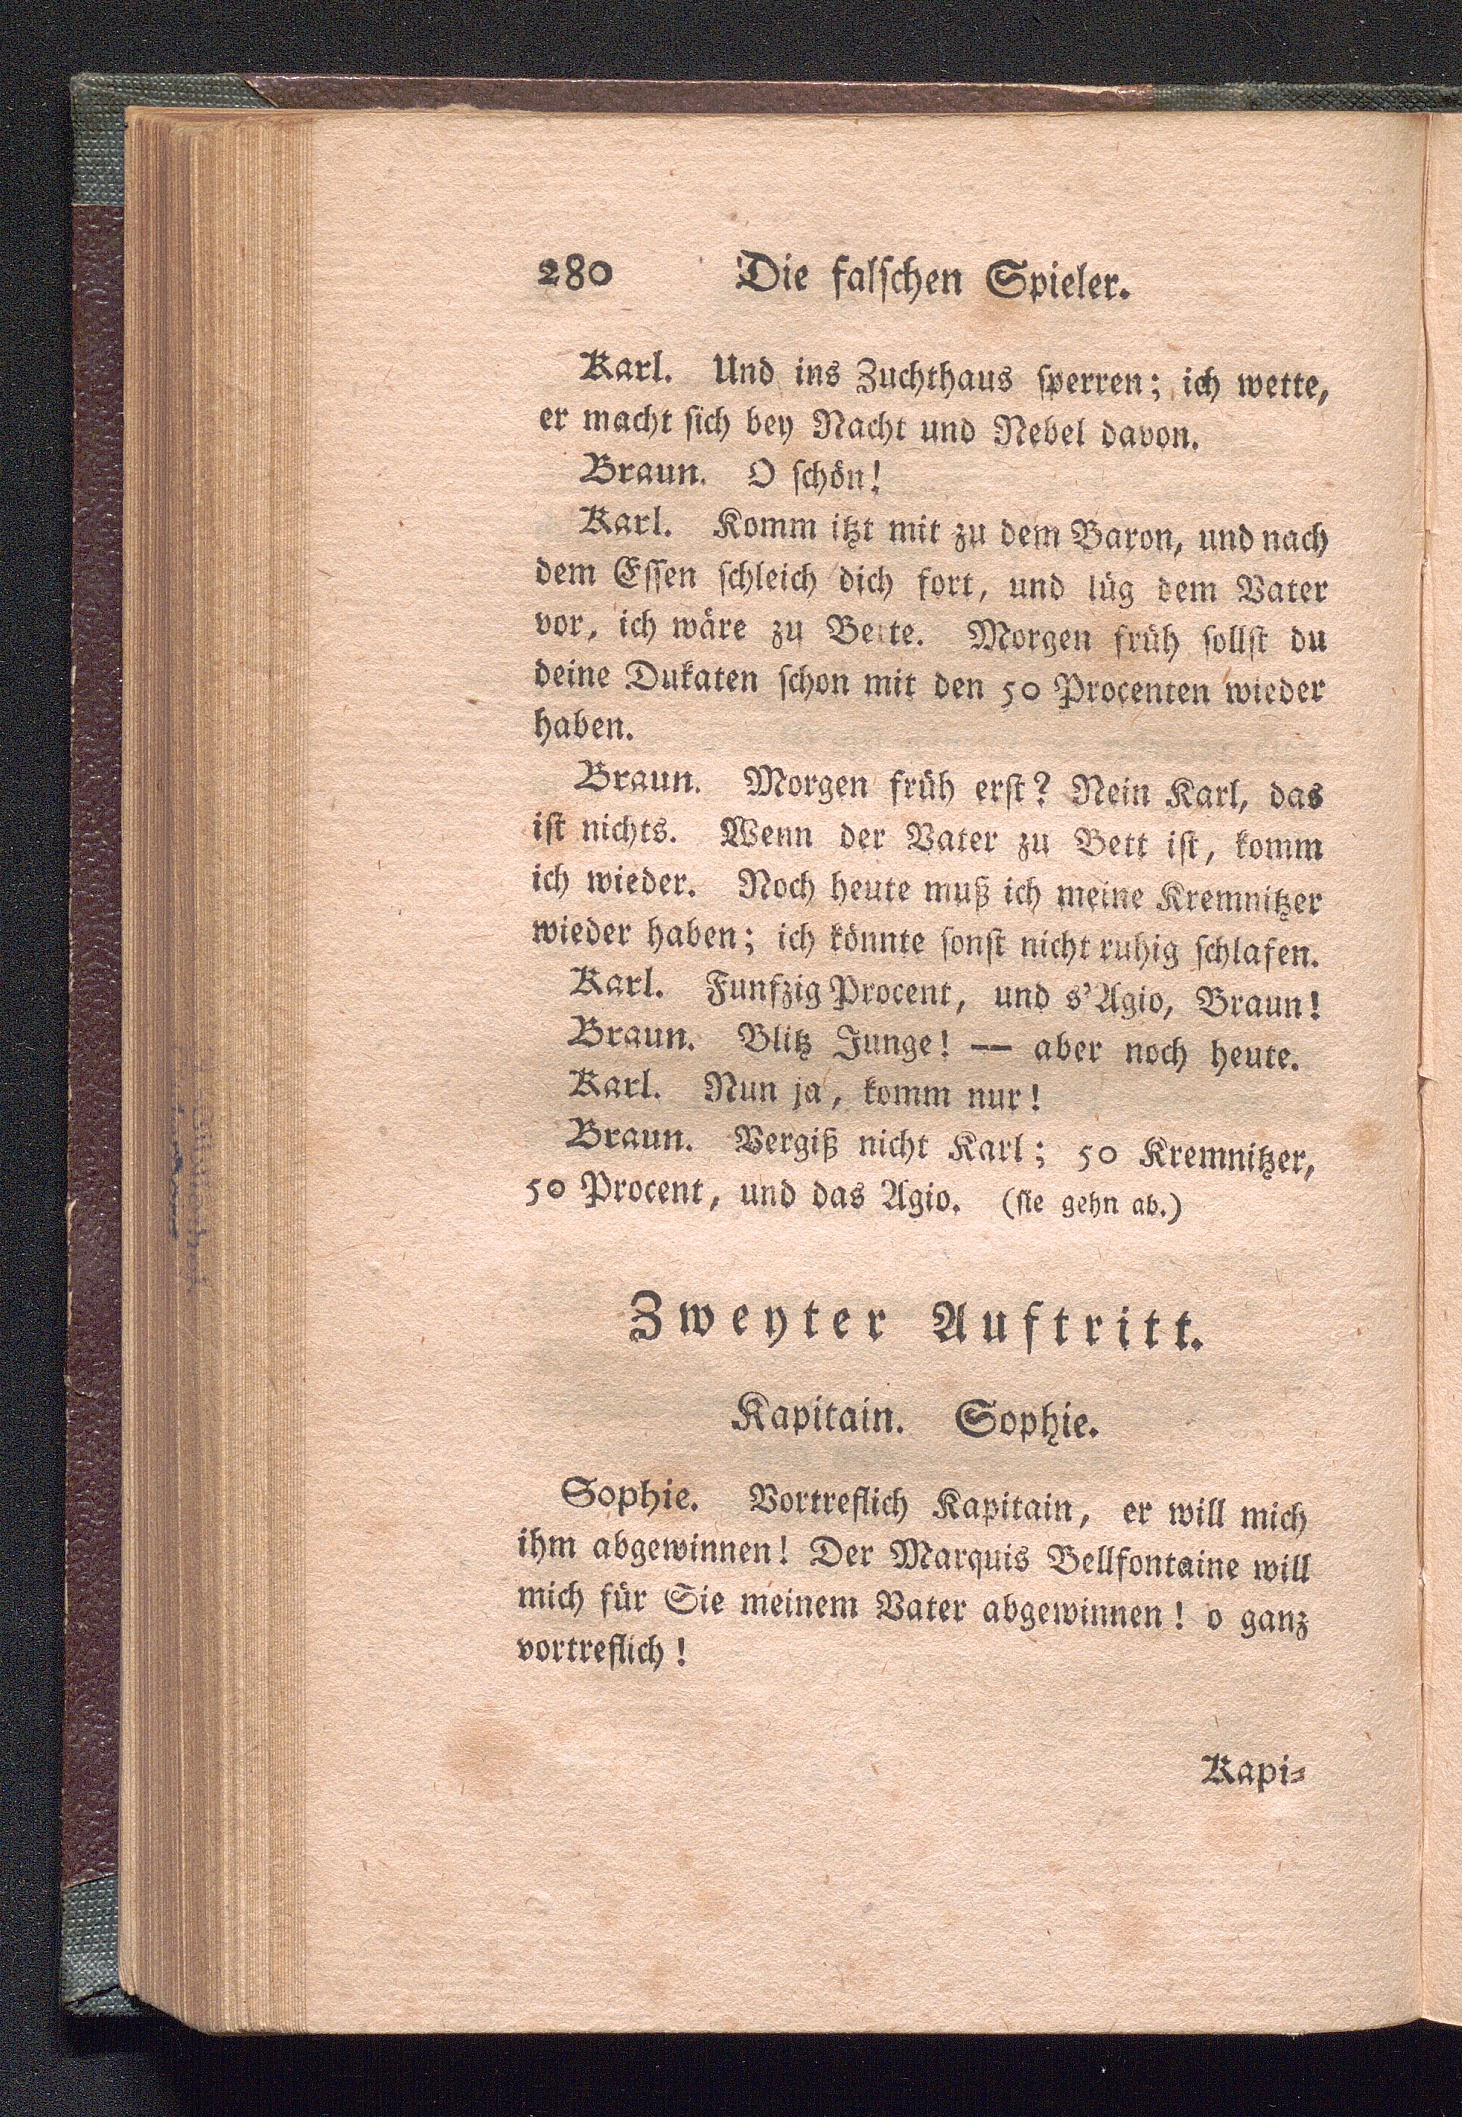 280 Die falschen Spieler.
Karl. Und ins Zuchthaus sperren; ich wette,
er macht sich bey Nacht und Nebel davon.
Braun. O schön!
Karl. Komm itzt mit zu dem Baron, und nach
dem Essen schleich dich fort, und lüg dem Vater
vor, ich wäre zu Bette. Morgen früh sollst du
deine Dukaten schon mit den 50 Procenten wieder
haben.
Braun. Morgen früh erst? Nein Karl, das
ist nichts. Wenn der Vater zu Bett ist, komm
ich wieder. Noch heute muß ich meine Kremnitzer
wieder haben; ich könnte sonst nicht ruhig schlafen.
Karl. Funfzig Procent, und s'Agio, Braun!
Braun. Blitz Junge! — aber noch heute.
Karl. Nun ja, komm nur!
Braun. Vergiß nicht Karl; 50 Kremnitzer,
50 Procent, und das Agio. (sie gehn ab.)
Zweyter Auftritt.
Kapitain. Sophie.
Sophie. Vortreflich Kapitain, er will mich
ihm abgewinnen! Der Marquis Bellfontaine will
mich für Sie meinem Vater abgewinnen! o ganz
vortreflich!
Kapi-